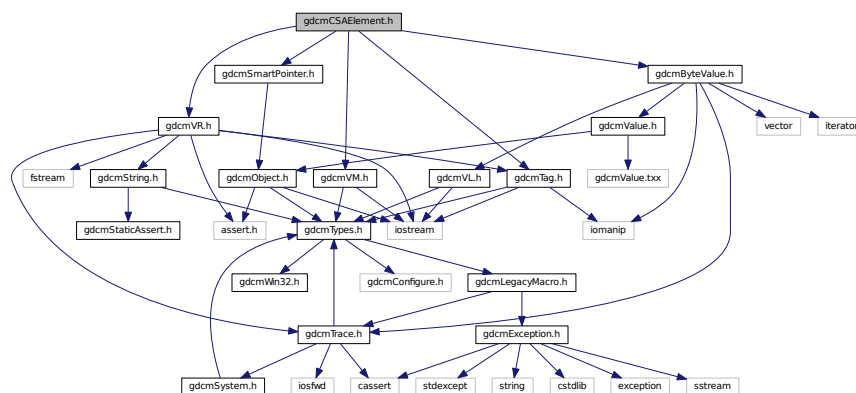 gdcmCSAElement.h
gdcmSmartPointer.h
gdcmByteValue.h
gdcmVR.h
gdcmValue.h
vector
iterator
fstream
gdcmString.h
gdcmObject.h
gdcmVM.h
gdcmVL.h
gdcmTag.h
gdcmValue.txx
gdcmStaticAssert.h
assert.h
gdcmTypes.h
iostream
iomanip
gdcmWin32.h
gdcmConfigure.h
gdcmLegacyMacro.h
gdcmTrace.h
gdcmException.h
gdcmSystem.h
iosfwd
cassert
stdexcept
string
cstdlib
exception
sstream